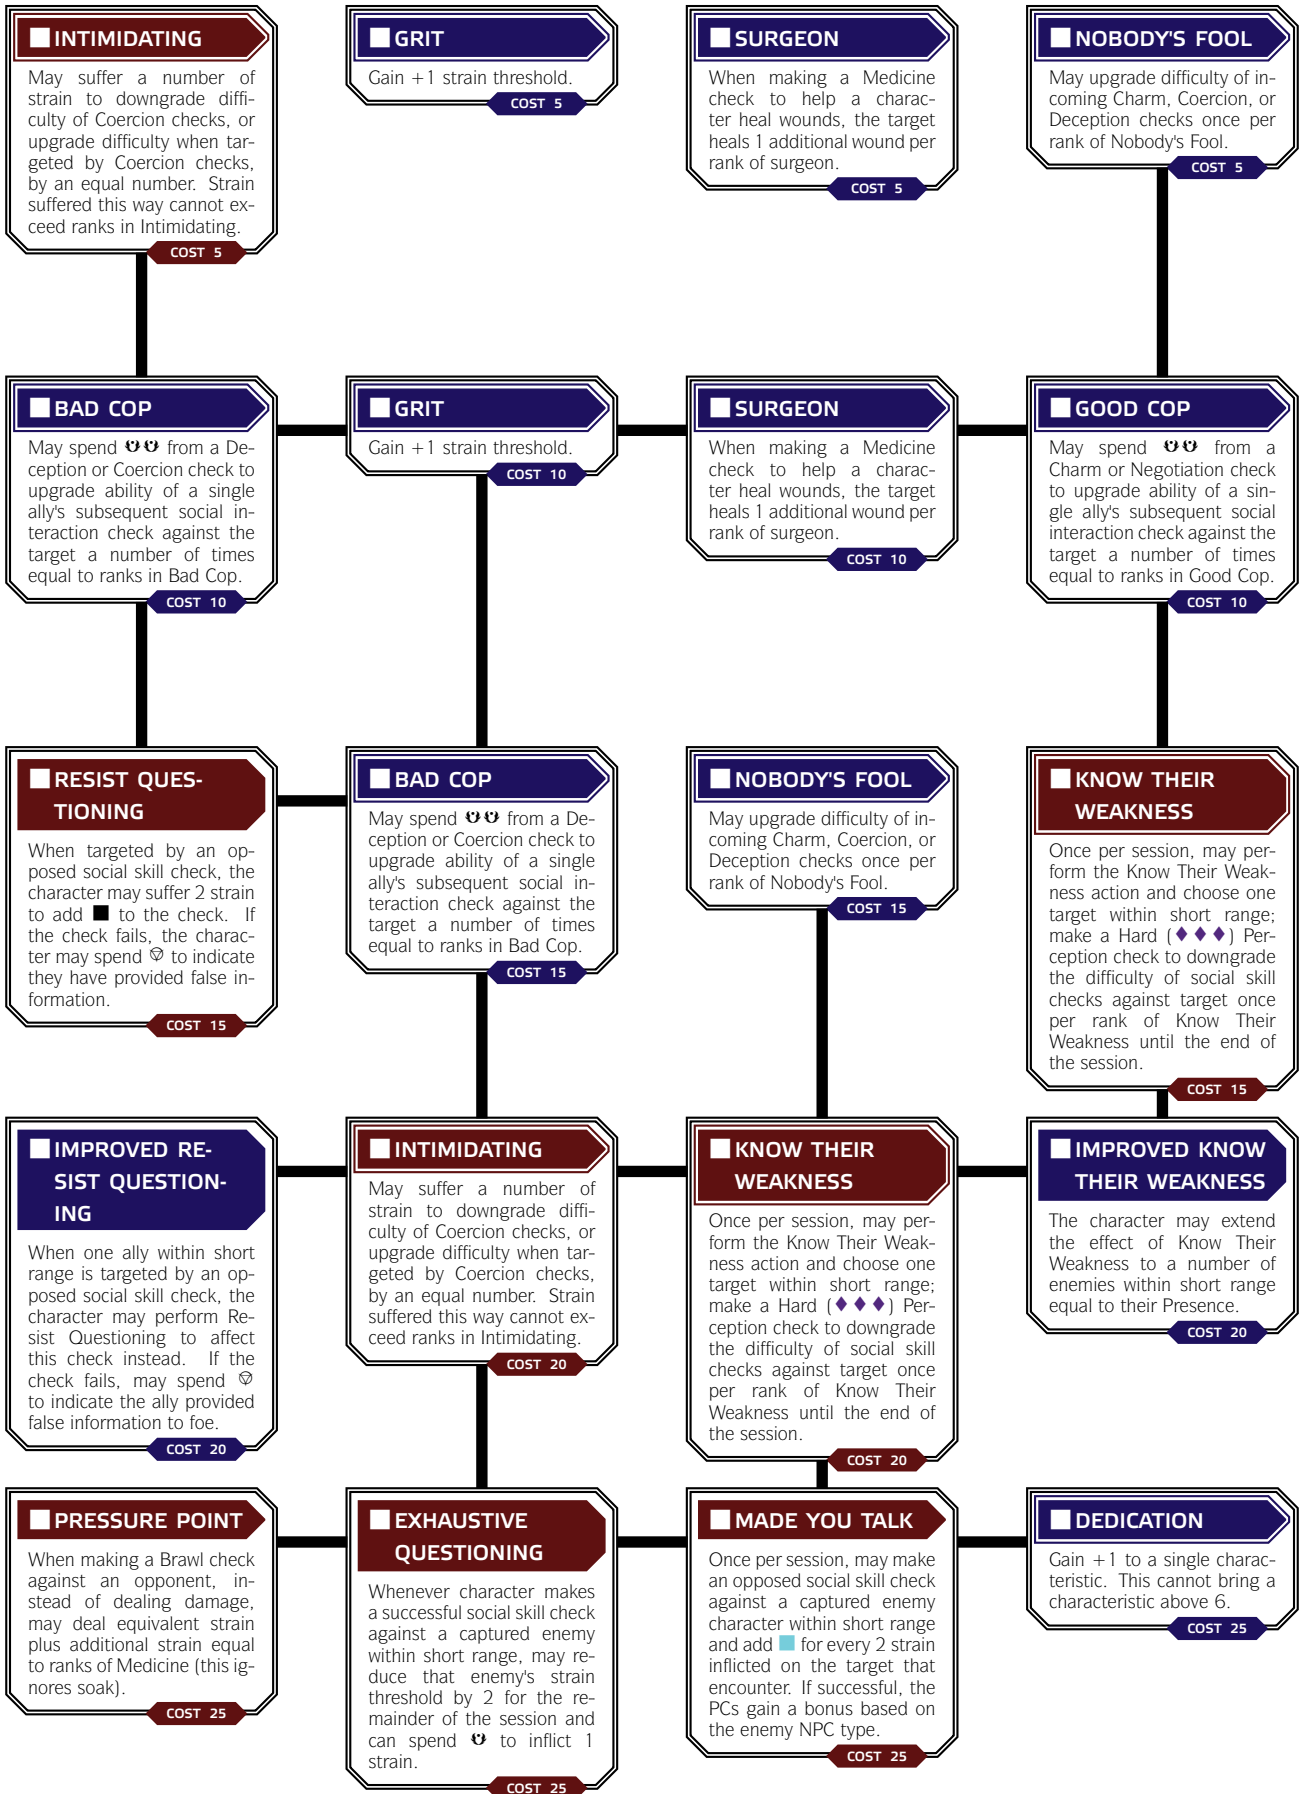 INTIMIDATING
May suffer a number of
strain to downgrade diffi-
culty of Coercion checks, or
upgrade difficulty when tar-
geted by Coercion checks,
by an equal number. Strain
suffered this way cannot ex-
ceed ranks in Intimidating.
COST 5
GRIT
Gain +1 strain threshold.
COST 5
SURGEON
When making a Medicine
check to help a charac-
ter heal wounds, the target
heals 1 additional wound per
rank of surgeon.
COST 5
NOBODY'S FOOL
May upgrade difficulty of in-
coming Charm, Coercion, or
Deception checks once per
rank of Nobody's Fool.
COST 5
BAD COP
May spend from a De-
ception or Coercion check to
upgrade ability of a single
ally's subsequent social in-
teraction check against the
target a number of times
equal to ranks in Bad Cop.
COST 10
GRIT
Gain +1 strain threshold.
COST 10
SURGEON
When making a Medicine
check to help a charac-
ter heal wounds, the target
heals 1 additional wound per
rank of surgeon.
COST 10
GOOD COP
May spend from a
Charm or Negotiation check
to upgrade ability of a sin-
gle ally's subsequent social
interaction check against the
target a number of times
equal to ranks in Good Cop.
COST 10
RESIST QUES-
TIONING
When targeted by an op-
posed social skill check, the
character may suffer 2 strain
to add ■ to the check. If
the check fails, the charac-
ter may spend to indicate
they have provided false in-
formation.
COST 15
BAD COP
May spend from a De-
ception or Coercion check to
upgrade ability of a single
ally's subsequent social in-
teraction check against the
target a number of times
equal to ranks in Bad Cop.
COST 15
NOBODY'S FOOL
May upgrade difficulty of in-
coming Charm, Coercion, or
Deception checks once per
rank of Nobody's Fool.
COST 15
KNOW THEIR
WEAKNESS
Once per session, may per-
form the Know Their Weak-
ness action and choose one
target within short range;
make a Hard (♦ ♦ ♦) Per-
ception check to downgrade
the difficulty of social skill
checks against target once
per rank of Know Their
Weakness until the end of
the session.
COST 15
IMPROVED RE-
SIST QUESTION-
ING
When one ally within short
range is targeted by an op-
posed social skill check, the
character may perform Re-
sist Questioning to affect
this check instead. If the
check fails, may spend
to indicate the ally provided
false information to foe.
COST 20
INTIMIDATING
May suffer a number of
strain to downgrade diffi-
culty of Coercion checks, or
upgrade difficulty when tar-
geted by Coercion checks,
by an equal number. Strain
suffered this way cannot ex-
ceed ranks in Intimidating.
COST 20
KNOW THEIR
WEAKNESS
Once per session, may per-
form the Know Their Weak-
ness action and choose one
target within short range;
make a Hard (♦ ♦ ♦) Per-
ception check to downgrade
the difficulty of social skill
checks against target once
per rank of Know Their
Weakness until the end of
the session.
COST 20
IMPROVED KNOW
THEIR WEAKNESS
The character may extend
the effect of Know Their
Weakness to a number of
enemies within short range
equal to their Presence.
COST 20
PRESSURE POINT
When making a Brawl check
against an opponent, in-
stead of dealing damage,
may deal equivalent strain
plus additional strain equal
to ranks of Medicine (this ig-
nores soak).
COST 25
EXHAUSTIVE
QUESTIONING
Whenever character makes
a successful social skill check
against a captured enemy
within short range, may re-
duce that enemy's strain
threshold by 2 for the re-
mainder of the session and
can spend to inflict 1
strain.
COST 25
MADE YOU TALK
Once per session, may make
an opposed social skill check
against a captured enemy
character within short range
and add ■ for every 2 strain
inflicted on the target that
encounter. If successful, the
PCs gain a bonus based on
the enemy NPC type.
COST 25
DEDICATION
Gain +1 to a single charac-
teristic. This cannot bring a
characteristic above 6.
COST 25